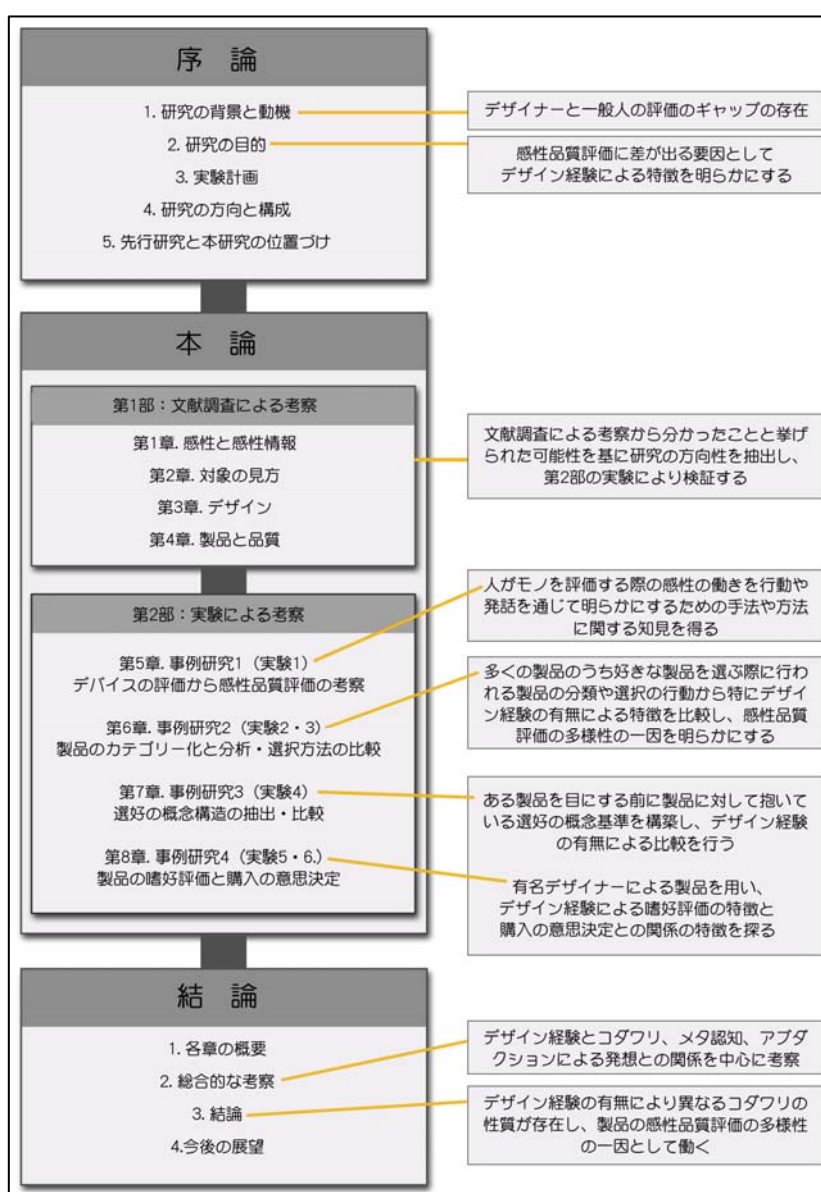 序 論
1. 研究の背景と動機
2. 研究の目的
3. 実験計画
4. 研究の方向と構成
5. 先行研究と本研究の位置づけ
デザイナーと一般人の評価のギャップの存在
感性品質評価に差が出る要因として
デザイン経験による特徴を明らかにする
本 論
第1部：文献調査による考察
第1章. 感性と感性情報
第2章. 対象の見方
第3章. デザイン
第4章. 製品と品質
文献調査による考察から分かったことと挙げ
られた可能性を基に研究の方向性を抽出し、
第2部の実験により検証する
第2部：実験による考察
第5章. 事例研究1（実験1）
デバイスの評価から感性品質評価の考察
第6章. 事例研究2（実験2・3）
製品のカテゴリー化と分析・選択方法の比較
第7章. 事例研究3（実験4）
選好の概念構造の抽出・比較
第8章. 事例研究4（実験5・6.）
製品の嗜好評価と購入の意思決定
人がモノを評価する際の感性の働きを行動や
発話を通じて明らかにするための手法や方法
に関する知見を得る
多くの製品のうち好きな製品を選ぶ際に行わ
れる製品の分類や選択の行動から特にデザイ
ン経験の有無による特徴を比較し、感性品質
評価の多様性の一因を明らかにする
ある製品を目にする前に製品に対して抱いて
いる選好の概念基準を構築し、デザイン経験
の有無による比較を行う
有名デザイナーによる製品を用い、
デザイン経験による嗜好評価の特徴と
購入の意思決定との関係の特徴を探る
結 論
1. 各章の概要
2. 総合的な考察
3. 結論
4.今後の展望
デザイン経験とコダワリ、メタ認知、アブダ
クションによる発想との関係を中心に考察
デザイン経験の有無により異なるコダワリの
性質が存在し、製品の感性品質評価の多様性
の一因として働く